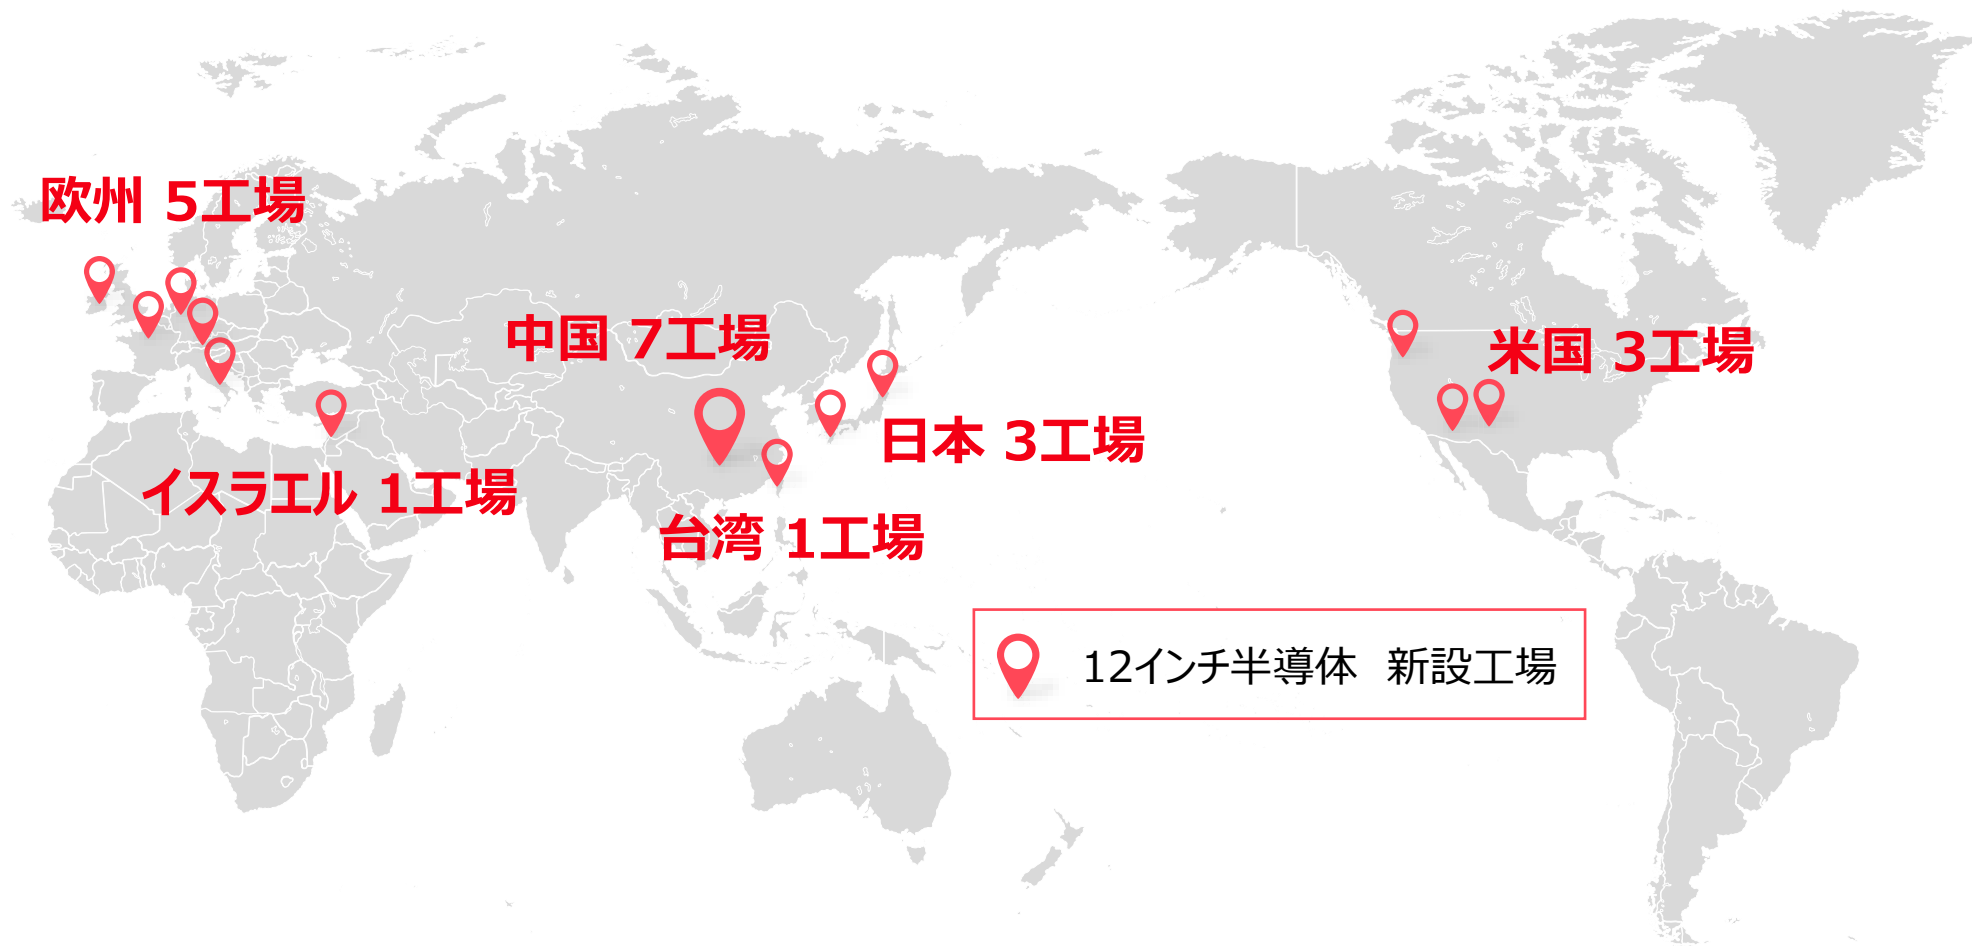 欧州 5工場
中国 7工場
米国 3工場
日本 3工場
イスラエル 1工場
台湾 1工場
12インチ半導体　新設工場